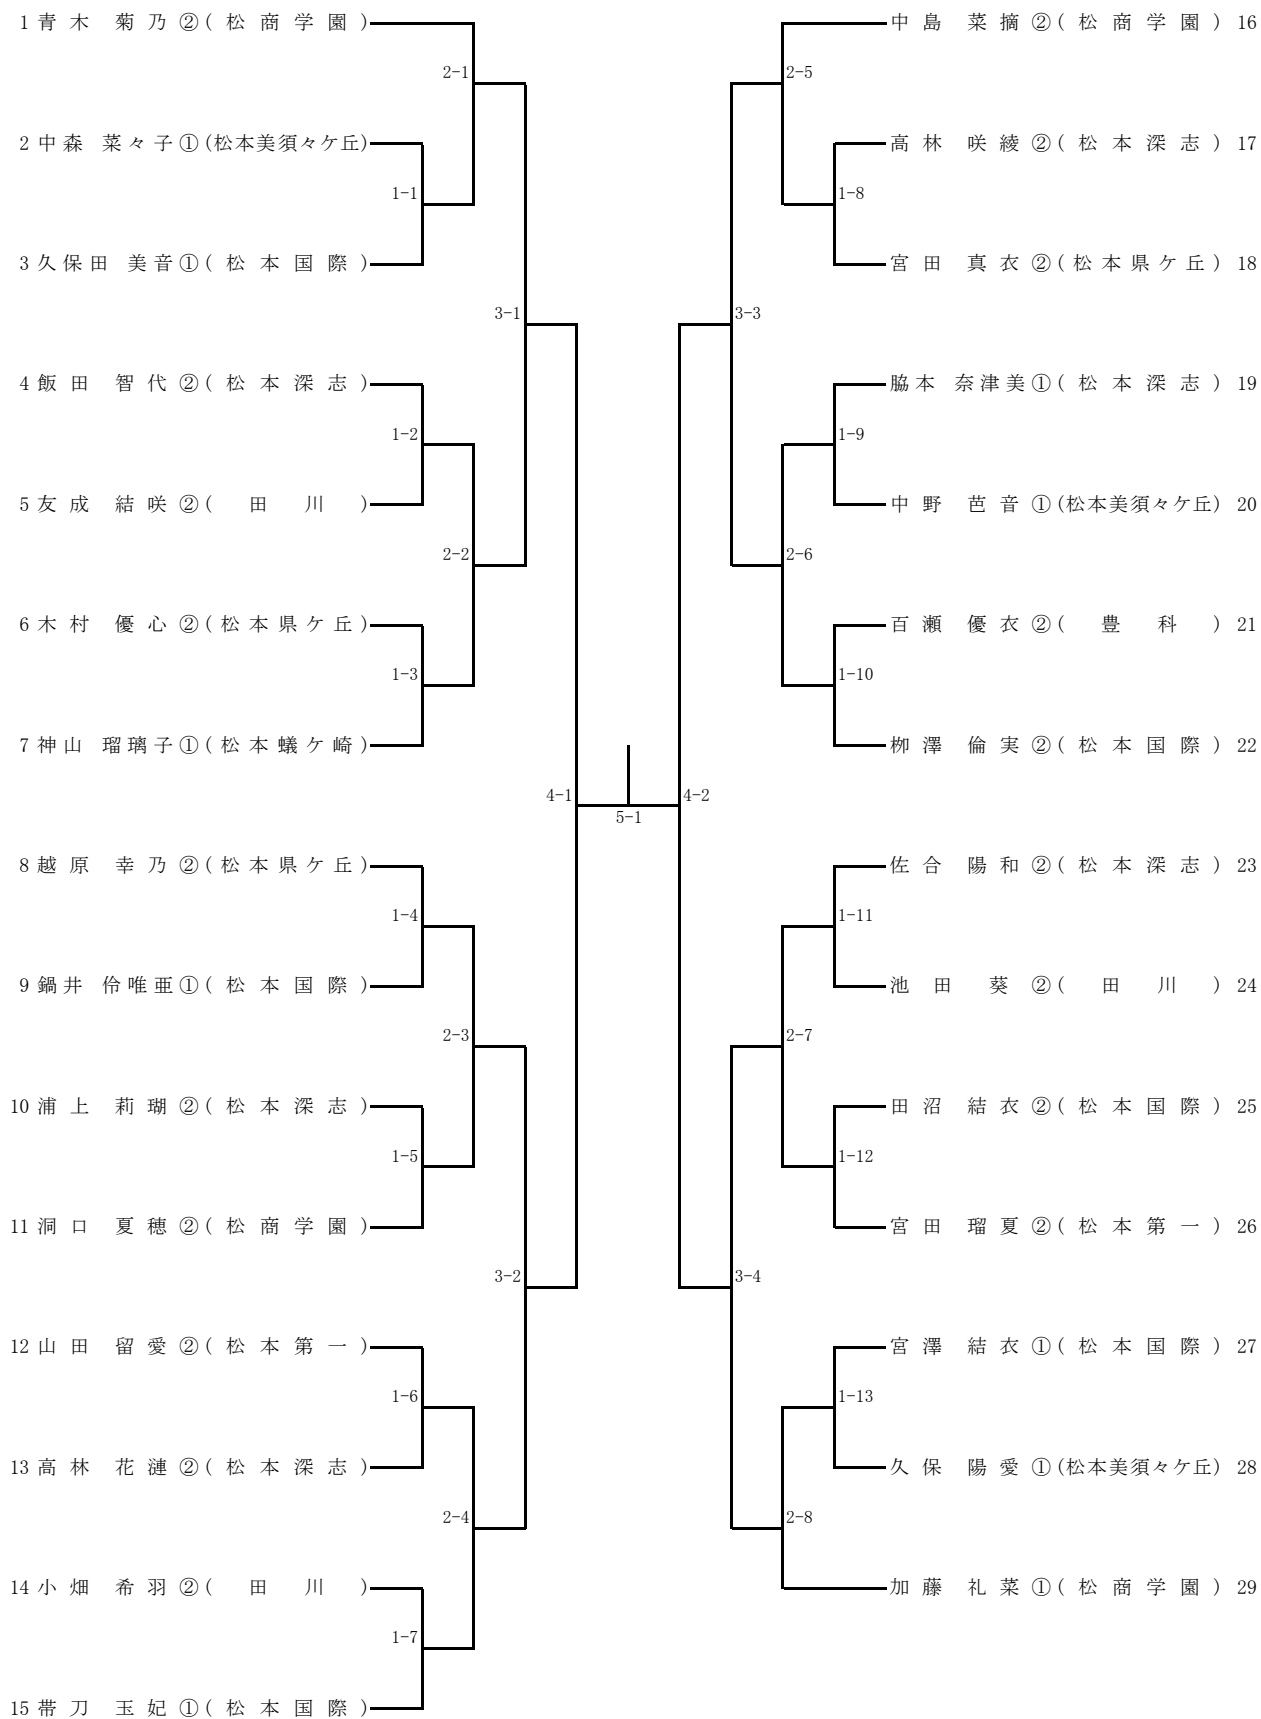 1 青木 菊乃 ②(松商学園) 中島 菜摘 ②(松商学園) 16
2-1 2-5
2 中森 菜々子 ①(松本美須々ケ丘) 高林 咲綾 ②(松本深志) 17
1-1 1-8
3 久保田 美音 ①(松本国際) 宮田 真衣 ②(松本県ケ丘) 18
3-1 3-3
4 飯田 智代 ②(松本深志) 脇本 奈津美 ①(松本深志) 19
1-2 1-9
5 友成 結咲 ②(田川) 中野 芭音 ①(松本美須々ケ丘) 20
2-2 2-6
6 木村 優心 ②(松本県ケ丘) 百瀬 優衣 ②(豊科) 21
1-3 1-10
7 神山 瑠璃子 ①(松本蟻ケ崎) 栁澤 倫実 ②(松本国際) 22
4-1 4-2
5-1
8 越原 幸乃 ②(松本県ケ丘) 佐合 陽和 ②(松本深志) 23
1-4 1-11
9 鍋井 伶唯亜 ①(松本国際) 池田 葵 ②(田川) 24
2-3 2-7
10 浦上 莉瑚 ②(松本深志) 田沼 結衣 ②(松本国際) 25
1-5 1-12
11 洞口 夏穂 ②(松商学園) 宮田 瑠夏 ②(松本第一) 26
3-2 3-4
12 山田 留愛 ②(松本第一) 宮澤 結衣 ①(松本国際) 27
1-6 1-13
13 高林 花漣 ②(松本深志) 久保 陽愛 ①(松本美須々ケ丘) 28
2-4 2-8
14 小畑 希羽 ②(田川) 加藤 礼菜 ①(松商学園) 29
1-7
15 帯刀 玉妃 ①(松本国際)